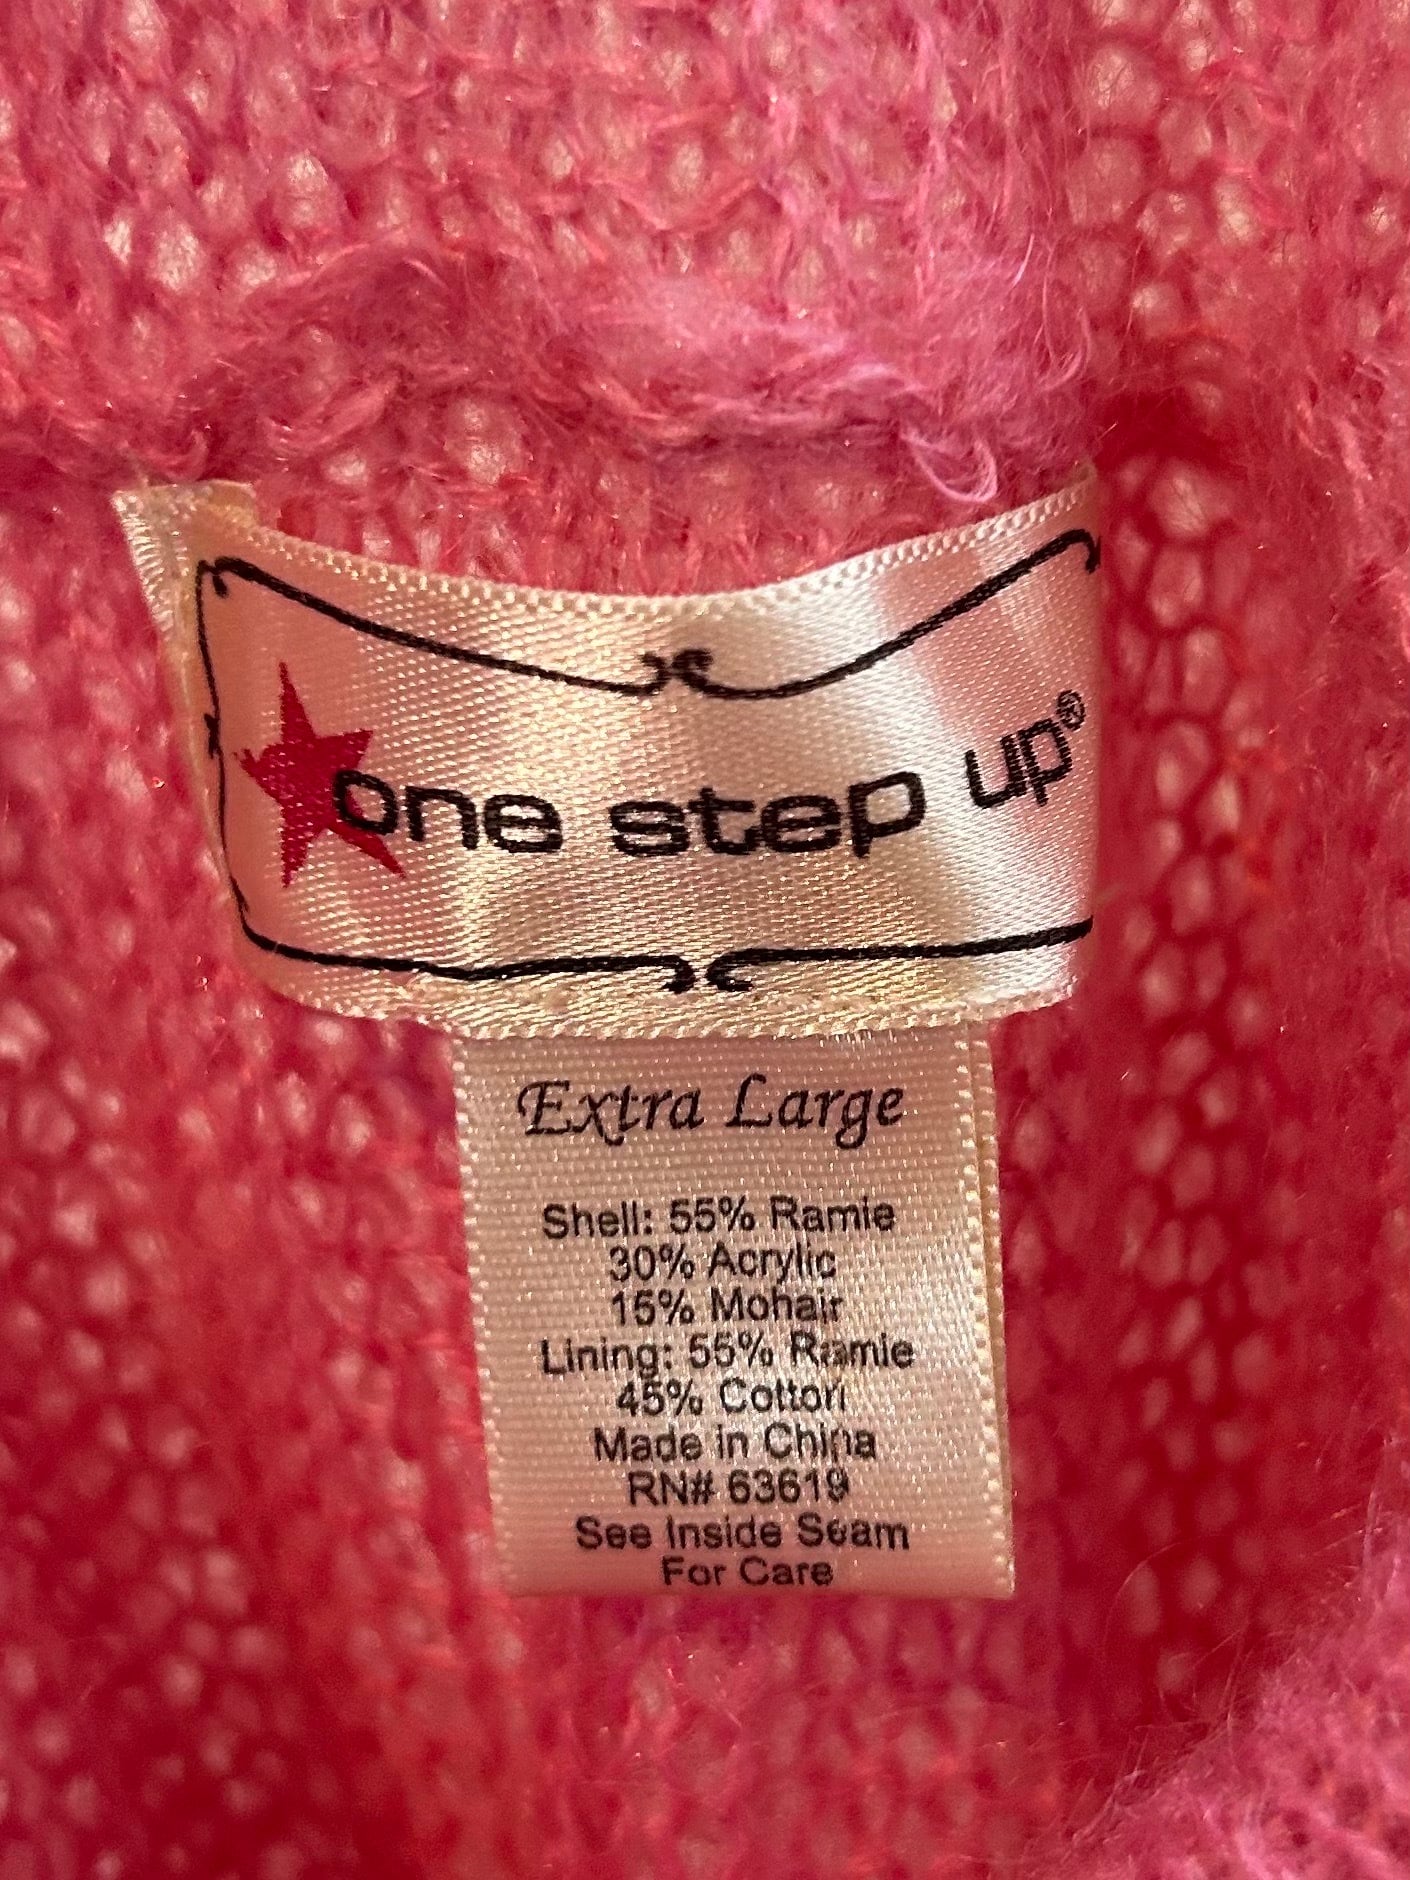 one step up®
Extra Large
Shell: 55% Ramie
30% Acrylic
15% Mohair
Lining: 55% Ramie
45% Cotton
Made in China
RN# 63619
See Inside Seam
For Care